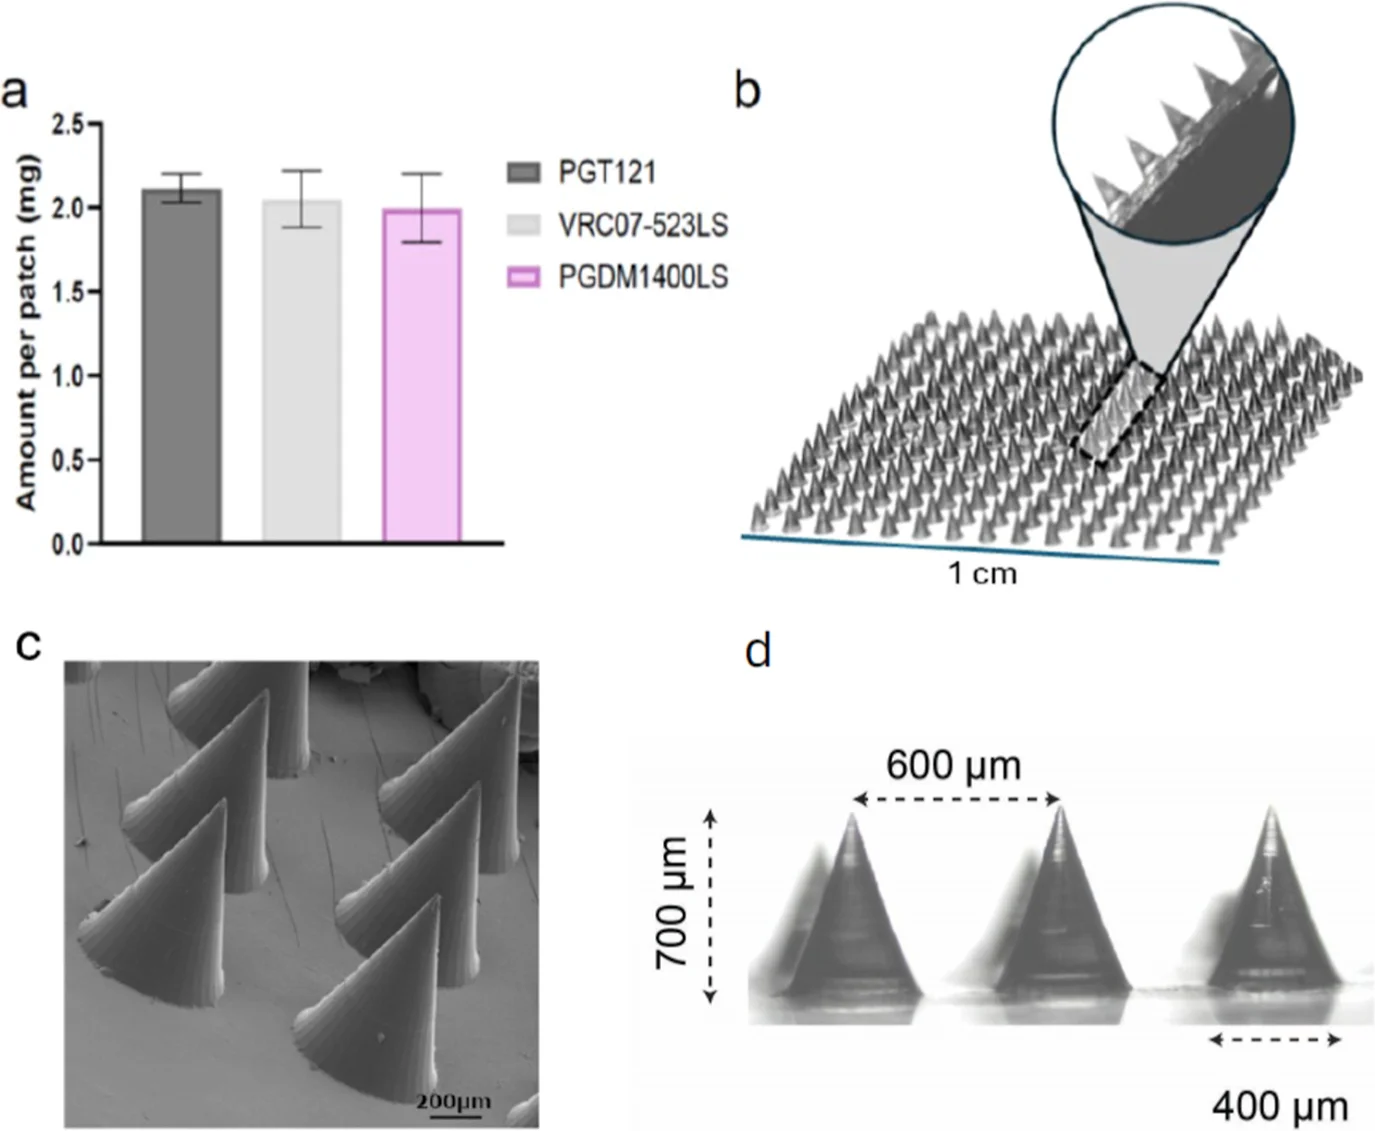 a
2.5
2.0
1.5
1.0
0.5
0.0
Amount per patch (mg)
PGT121
VRC07-523LS
PGDM1400LS
b
1 cm
c
200µm
d
600 µm
700 µm
400 µm